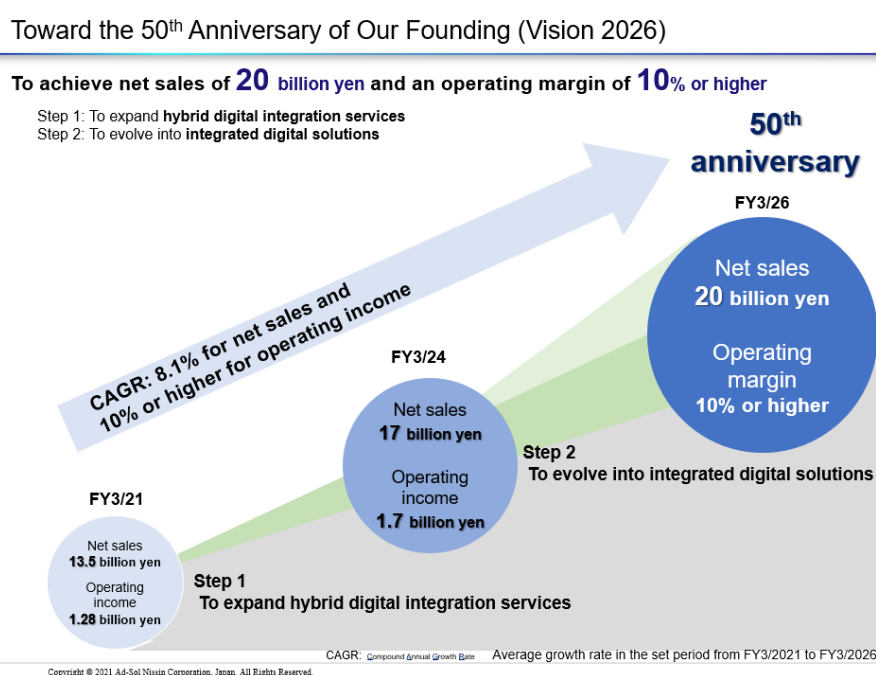 Toward the 50th Anniversary of Our Founding (Vision 2026)
To achieve net sales of 20 billion yen and an operating margin of 10% or higher
Step 1: To expand hybrid digital integration services
Step 2: To evolve into integrated digital solutions
50th
anniversary
FY3/26
Net sales
20 billion yen
Operating
margin
10% or higher
CAGR: 8.1% for net sales and
10% or higher for operating income
FY3/24
Net sales
17 billion yen
Operating
income
1.7 billion yen
Step 2
To evolve into integrated digital solutions
FY3/21
Net sales
13.5 billion yen
Operating
income
1.28 billion yen
Step 1
To expand hybrid digital integration services
CAGR: Compound Annual Growth Rate Average growth rate in the set period from FY3/2021 to FY3/2026
Copyright © 2021 Ad-Sol Nissin Corporation, Japan. All Rights Reserved.